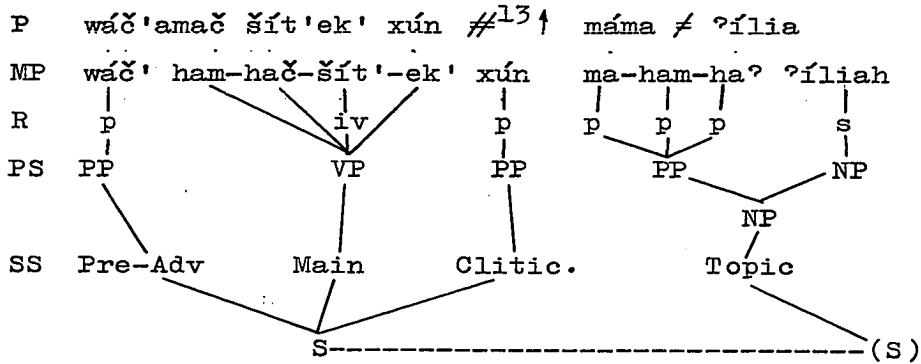 P wáč'amač šít'ek' xún #13↑ máma ≠ ʔília
MP wáč' ham-hač-šít'-ek' xún ma-ham-haʔ ʔíliah
R p iv p p p p s
PS PP VP PP PP NP
NP
SS Pre-Adv Main Clitic. Topic
S--------------------------------(S)